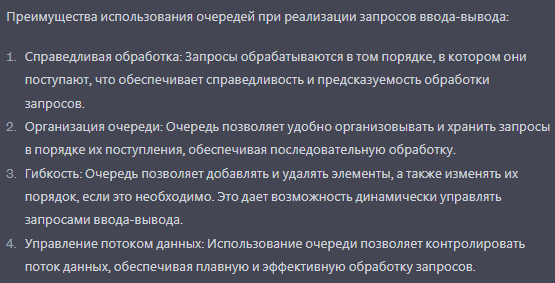 Преимущества использования очередей при реализации запросов ввода-вывода:
1. Справедливая обработка: Запросы обрабатываются в том порядке, в котором они
поступают, что обеспечивает справедливость и предсказуемость обработки
запросов.
2. Организация очереди: Очередь позволяет удобно организовывать и хранить запросы
в порядке их поступления, обеспечивая последовательную обработку.
3. Гибкость: Очередь позволяет добавлять и удалять элементы, а также изменять их
порядок, если это необходимо. Это дает возможность динамически управлять
запросами ввода-вывода.
4. Управление потоком данных: Использование очереди позволяет контролировать
поток данных, обеспечивая плавную и эффективную обработку запросов.